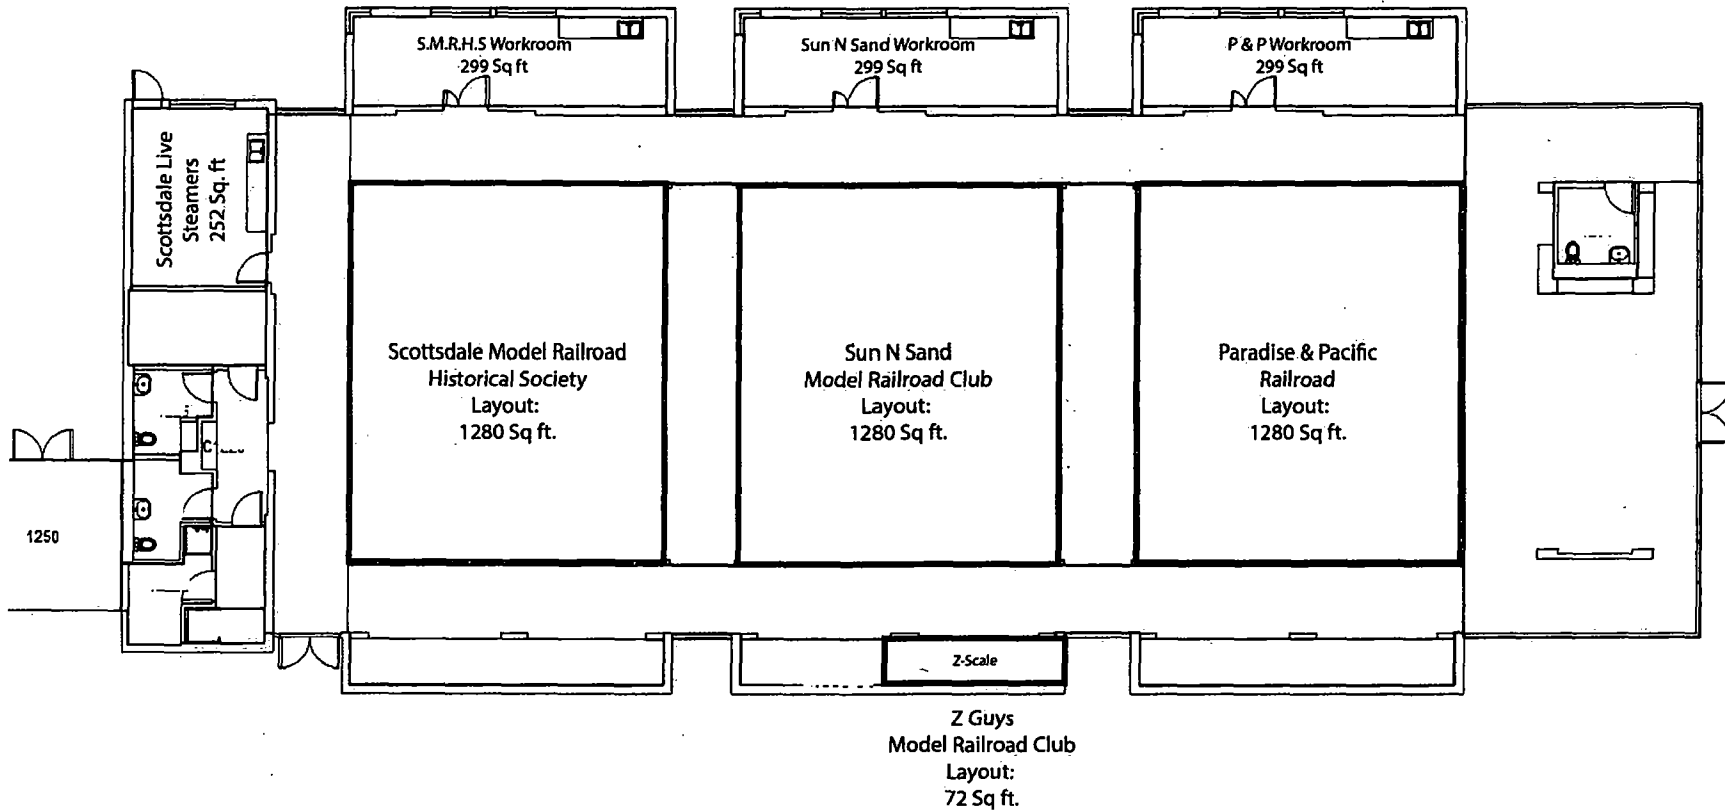 S.M.R.H.S Workroom
299 Sq ft
Sun N Sand Workroom
299 Sq ft
P & P Workroom
299 Sq ft
Scottsdale Live
Steamers
252 Sq. ft
Scottsdale Model Railroad
Historical Society
Layout:
1280 Sq ft.
Sun N Sand
Model Railroad Club
Layout:
1280 Sq ft.
Paradise & Pacific
Railroad
Layout:
1280 Sq ft.
1250
Z-Scale
Z Guys
Model Railroad Club
Layout:
72 Sq ft.